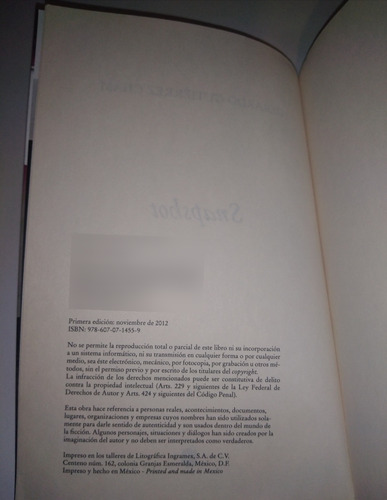 Snapshot
Primera edición: noviembre de 2012
ISBN: 978-607-07-1455-9
No se permite la reproducción total o parcial de este libro ni su incorporación
a un sistema informático, ni su transmisión en cualquier forma o por cualquier
medio, sea éste electrónico, mecánico, por fotocopia, por grabación u otros mé-
todos, sin el permiso previo y por escrito de los titulares del copyright.
La infracción de los derechos mencionados puede ser constitutiva de delito
contra la propiedad intelectual (Arts. 229 y siguientes de la Ley Federal de
Derechos de Autor y Arts. 424 y siguientes del Código Penal).
Esta obra hace referencia a personas reales, acontecimientos, documentos,
lugares, organizaciones y empresas cuyos nombres han sido utilizados
solamente para darle sentido de autenticidad y son usados dentro del mundo de
la ficción. Algunos personajes, situaciones y diálogos han sido creados por la
imaginación del autor y no deben ser interpretados como verdaderos.
Impreso en los talleres de Litográfica Ingramex, S.A. de C.V.
Centeno núm. 162, colonia Granjas Esmeralda, México, D.F.
Impreso y hecho en México – Printed and made in Mexico